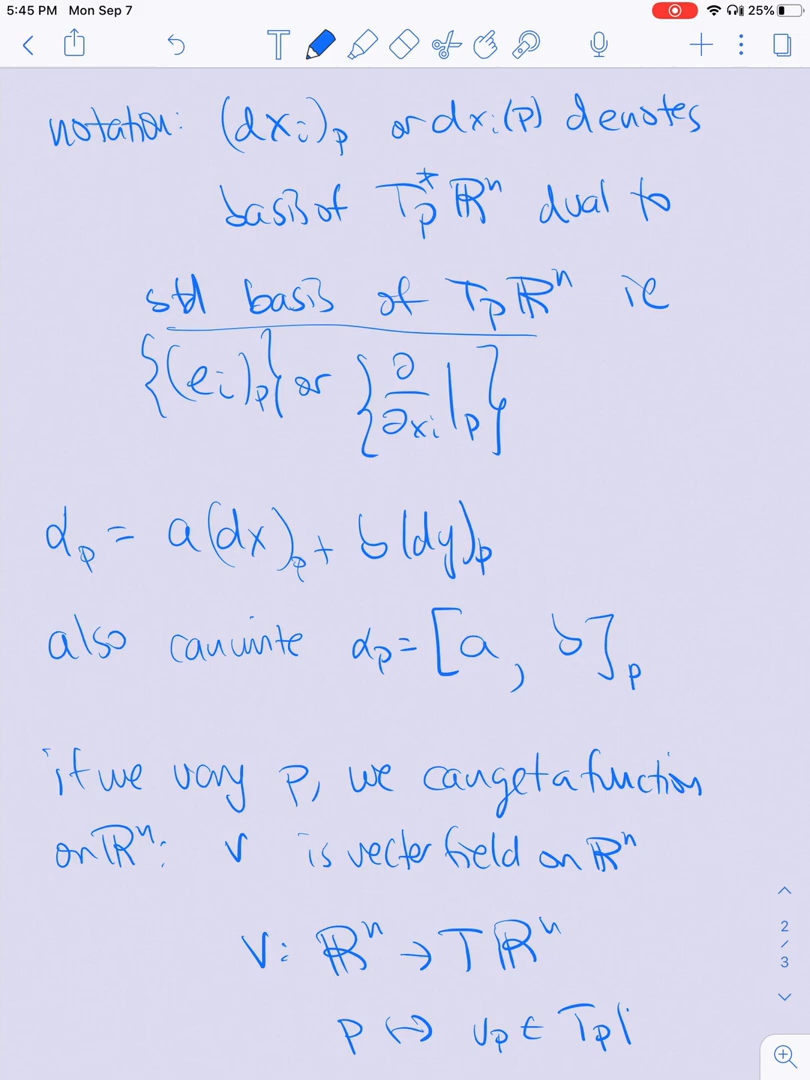 5:45 PM Mon Sep 7 25%
T
notation: (dxᵢ)ₚ or dxᵢ(p) denotes
basis of Tₚ*ℝⁿ dual to
std basis of Tₚℝⁿ ie
{(eᵢ)ₚ} or {∂/∂xᵢ|ₚ}
αₚ = a(dx)ₚ + b(dy)ₚ
also can write αₚ = [a, b]ₚ
if we vary p, we can get a function
on ℝⁿ: v is vector field on ℝⁿ
v: ℝⁿ → Tℝⁿ
p ↦ vₚ ∈ Tₚ
2
/
3